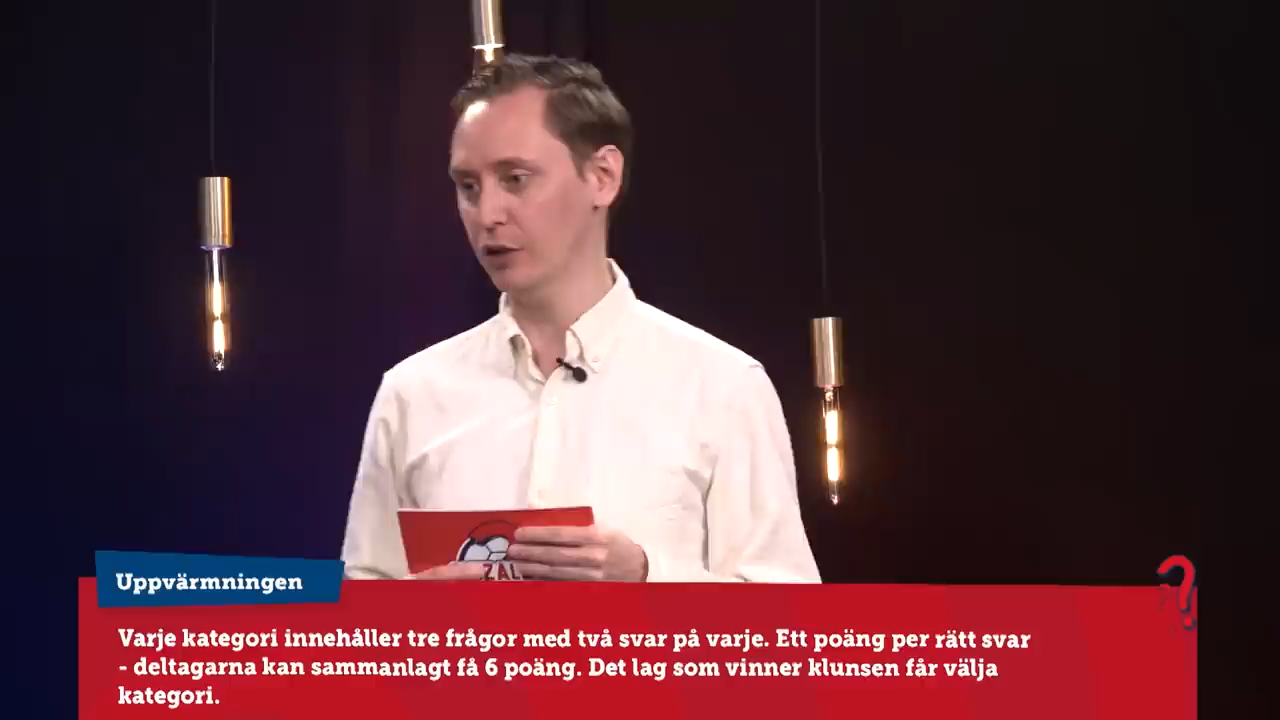 ZAL
Uppvärmningen
Varje kategori innehåller tre frågor med två svar på varje. Ett poäng per rätt svar
- deltagarna kan sammanlagt få 6 poäng. Det lag som vinner klunsen får välja
kategori.